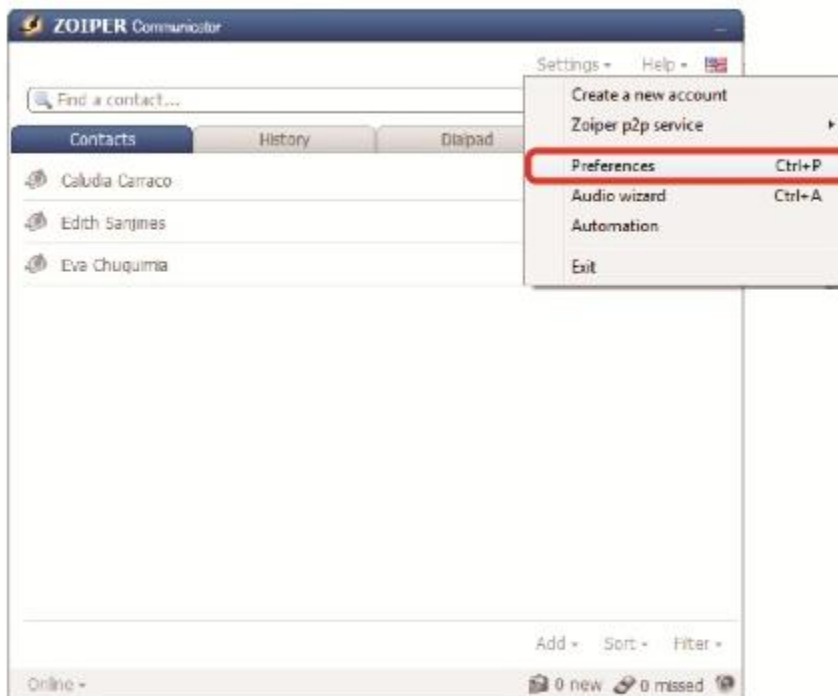 ZOIPER Communicator
Settings Help
Find a contact...
Create a new account
Zoiper p2p service
Contacts History Dialpad
Preferences Ctrl+P
Caludia Carraco
Audio wizard Ctrl+A
Edith Sanjines
Automation
Eva Chuquimia
Exit
Add Sort Filter
Online 0 new 0 missed